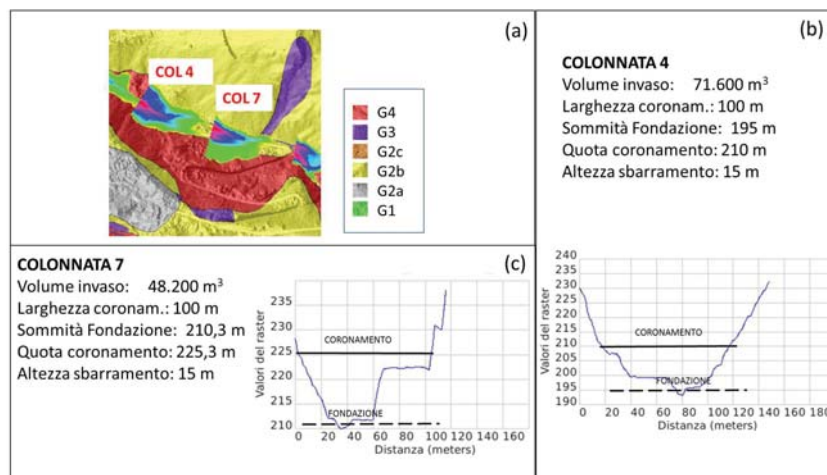 (a)
COL 4
COL 7
G4
G3
G2c
G2b
G2a
G1
(b)
COLONNATA 4
Volume invaso: 71.600 m³
Larghezza coronam.: 100 m
Sommità Fondazione: 195 m
Quota coronamento: 210 m
Altezza sbarramento: 15 m
240
235
230
225
220
215
210
205
200
195
190
Valori del raster
CORONAMENTO
FONDAZIONE
0 20 40 60 80 100 120 140 160 180
Distanza (meters)
(c)
COLONNATA 7
Volume invaso: 48.200 m³
Larghezza coronam.: 100 m
Sommità Fondazione: 210,3 m
Quota coronamento: 225,3 m
Altezza sbarramento: 15 m
235
230
225
220
215
210
Valori del raster
CORONAMENTO
FONDAZIONE
0 20 40 60 80 100 120 140 160
Distanza (meters)